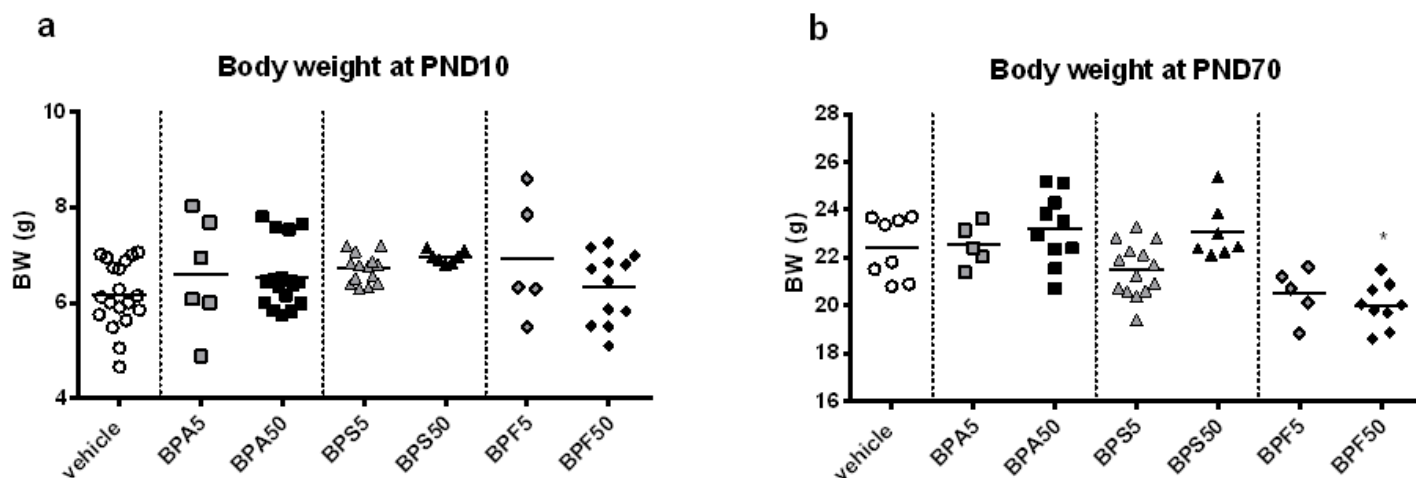 a
Body weight at PND10
BW (g)
10
8
6
4
vehicle
BPA5
BPA50
BPS5
BPS50
BPF5
BPF50
b
Body weight at PND70
BW (g)
28
26
24
22
20
18
16
*
vehicle
BPA5
BPA50
BPS5
BPS50
BPF5
BPF50